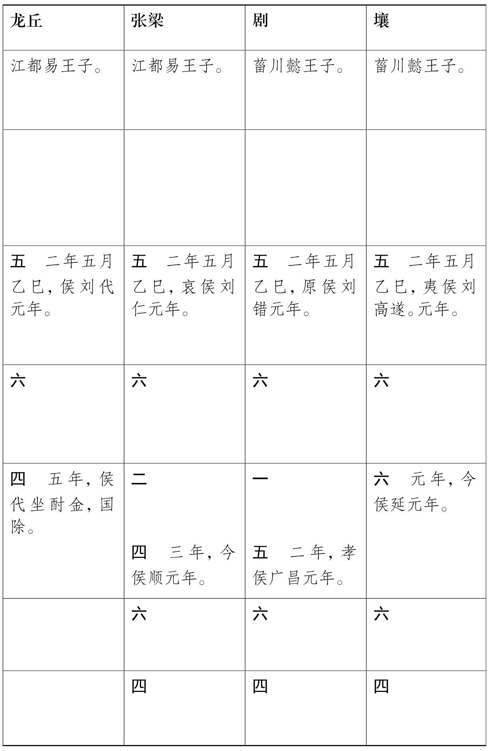 龙丘 张梁 剧 壤
江都易王子。 江都易王子。 菑川懿王子。 菑川懿王子。
五 二年五月 五 二年五月 五 二年五月 五 二年五月
乙巳，侯刘代 乙巳，哀侯刘 乙巳，原侯刘 乙巳，夷侯刘
元年。 仁元年。 错元年。 高遂。元年。
六 六 六 六
四 五年，侯 二 一 六 元年，今
代坐酎金，国 侯延元年。
除。
四 三年，今 五 二年，孝
侯顺元年。 侯广昌元年。
六 六 六
四 四 四